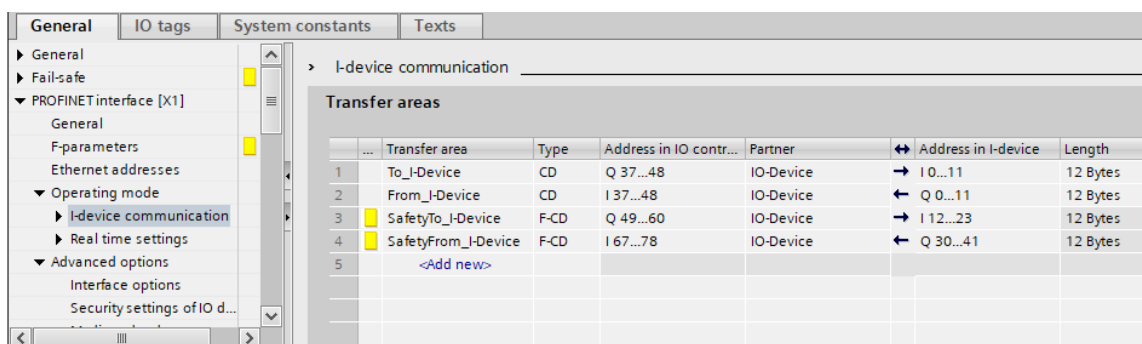 General IO tags System constants Texts
General
Fail-safe
PROFINET interface [X1]
General
F-parameters
Ethernet addresses
Operating mode
I-device communication
Real time settings
Advanced options
Interface options
Security settings of IO d...
I-device communication
Transfer areas
... Transfer area Type Address in IO contr... Partner ↔ Address in I-device Length
1 To_I-Device CD Q 37...48 IO-Device → I 0...11 12 Bytes
2 From_I-Device CD I 37...48 IO-Device ← Q 0...11 12 Bytes
3 SafetyTo_I-Device F-CD Q 49...60 IO-Device → I 12...23 12 Bytes
4 SafetyFrom_I-Device F-CD I 67...78 IO-Device ← Q 30...41 12 Bytes
5 <Add new>